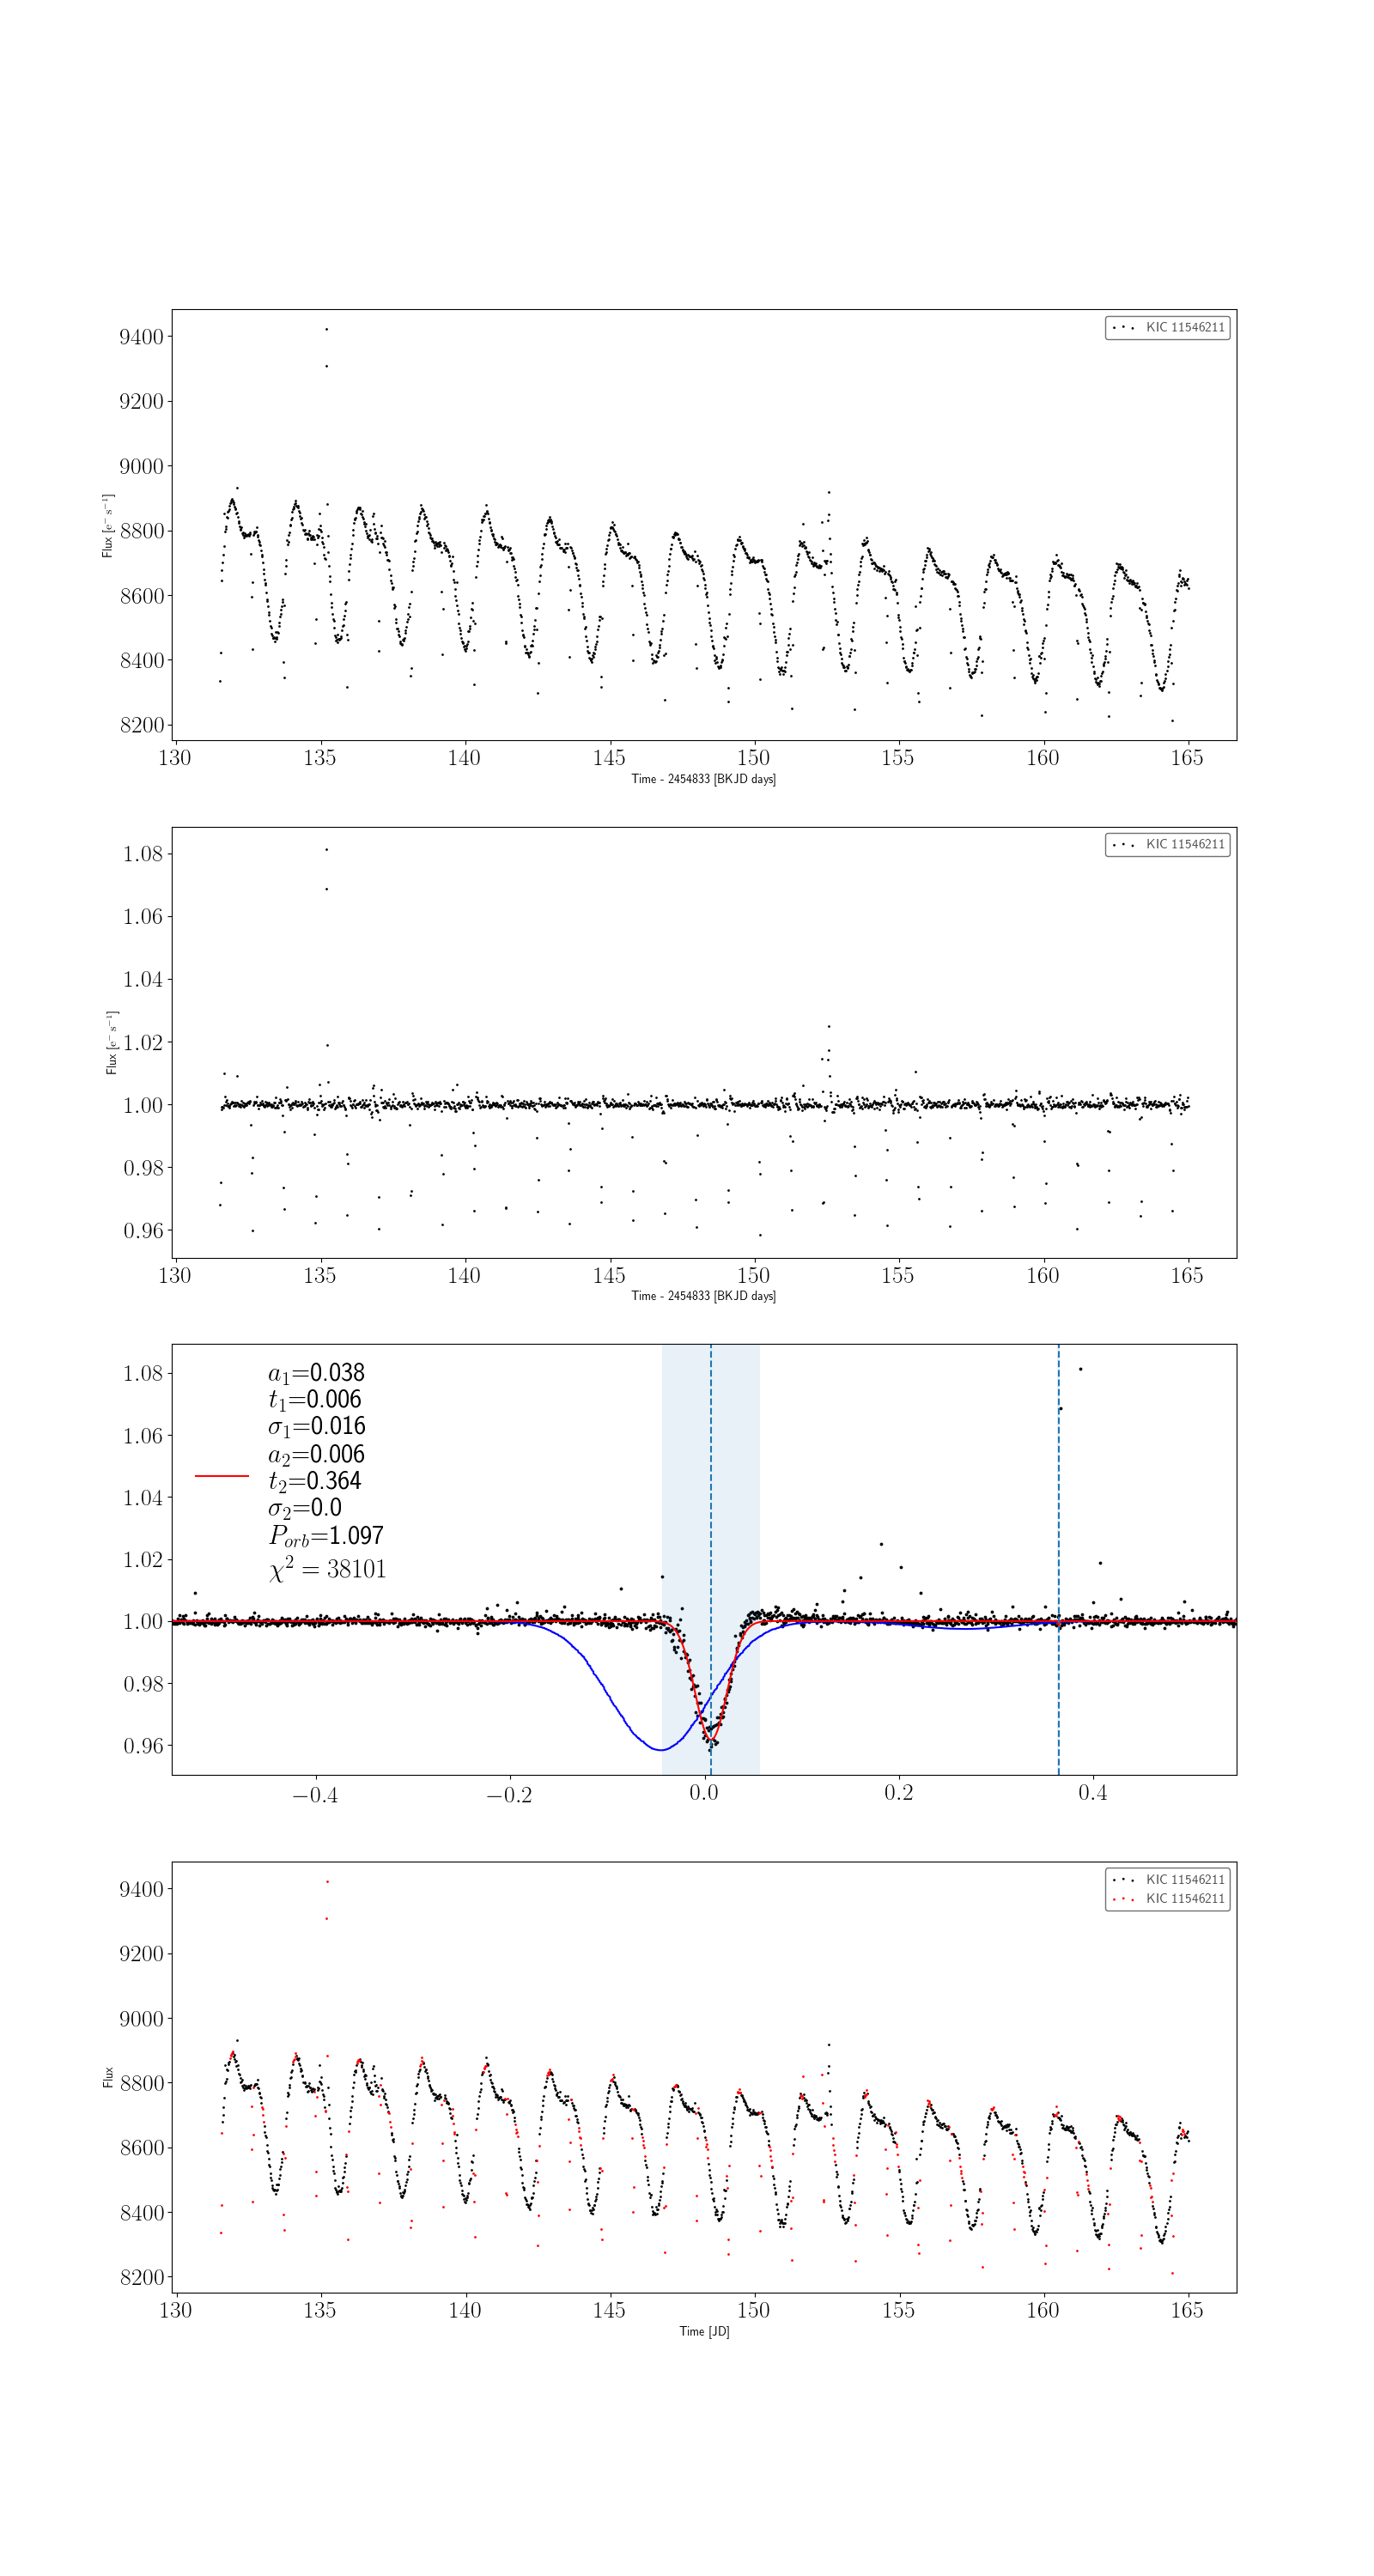 9400
9200
9000
8800
8600
8400
8200
Flux [e⁻ s⁻¹]
KIC 11546211
130 135 140 145 150 155 160 165
Time - 2454833 [BKJD days]
1.08
1.06
1.04
1.02
1.00
0.98
0.96
Flux [e⁻ s⁻¹]
KIC 11546211
130 135 140 145 150 155 160 165
Time - 2454833 [BKJD days]
1.08
1.06
1.04
1.02
1.00
0.98
0.96
a₁=0.038
t₁=0.006
σ₁=0.016
a₂=0.006
t₂=0.364
σ₂=0.0
P_orb=1.097
χ² = 38101
−0.4 −0.2 0.0 0.2 0.4
9400
9200
9000
8800
8600
8400
8200
Flux
KIC 11546211
KIC 11546211
130 135 140 145 150 155 160 165
Time [JD]